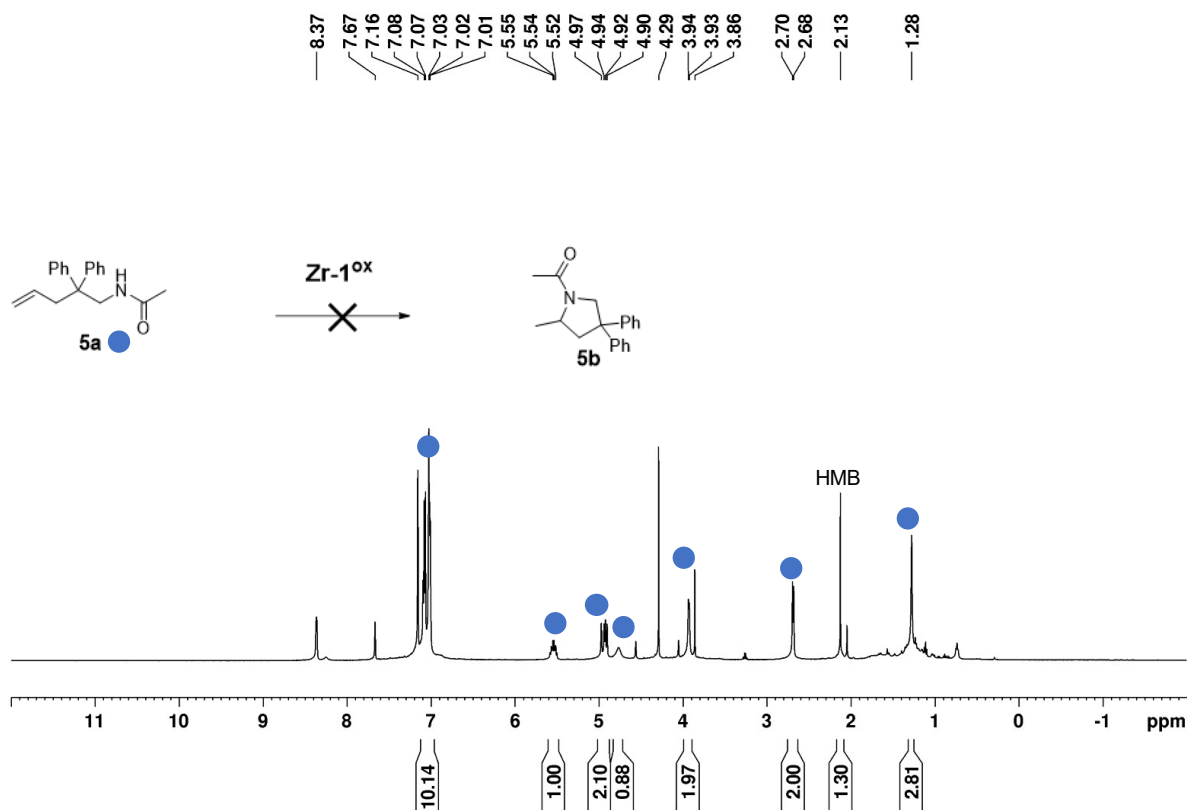 8.37 7.67 7.16 7.08 7.07 7.03 7.02 7.01 5.55 5.54 5.52 4.97 4.94 4.92 4.90 4.29 3.94 3.93 3.86 2.70 2.68 2.13 1.28
Ph Ph
H
N
O
5a
Zr-1ox
O
N
Ph
Ph
5b
HMB
11 10 9 8 7 6 5 4 3 2 1 0 -1 ppm
10.14 1.00 2.10 0.88 1.97 2.00 1.30 2.81